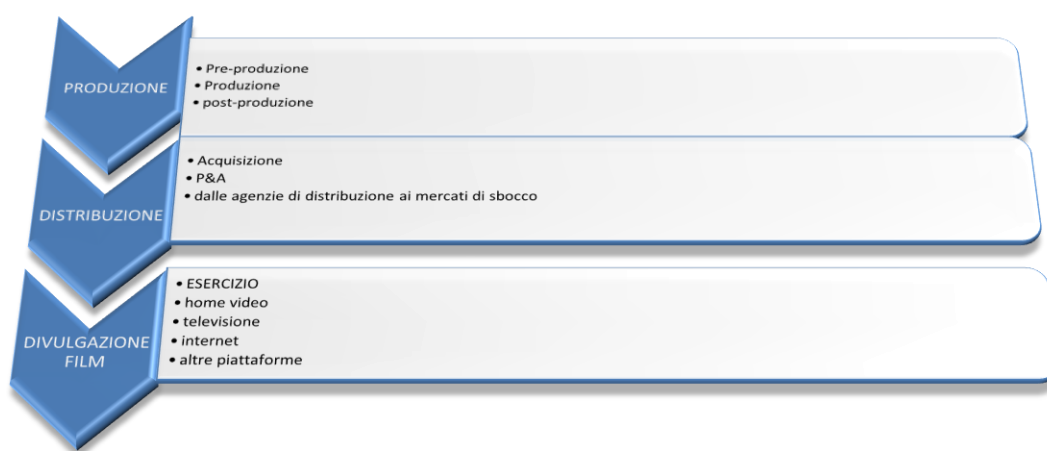 PRODUZIONE
• Pre-produzione
• Produzione
• post-produzione
DISTRIBUZIONE
• Acquisizione
• P&A
• dalle agenzie di distribuzione ai mercati di sbocco
DIVULGAZIONE
FILM
• ESERCIZIO
• home video
• televisione
• internet
• altre piattaforme